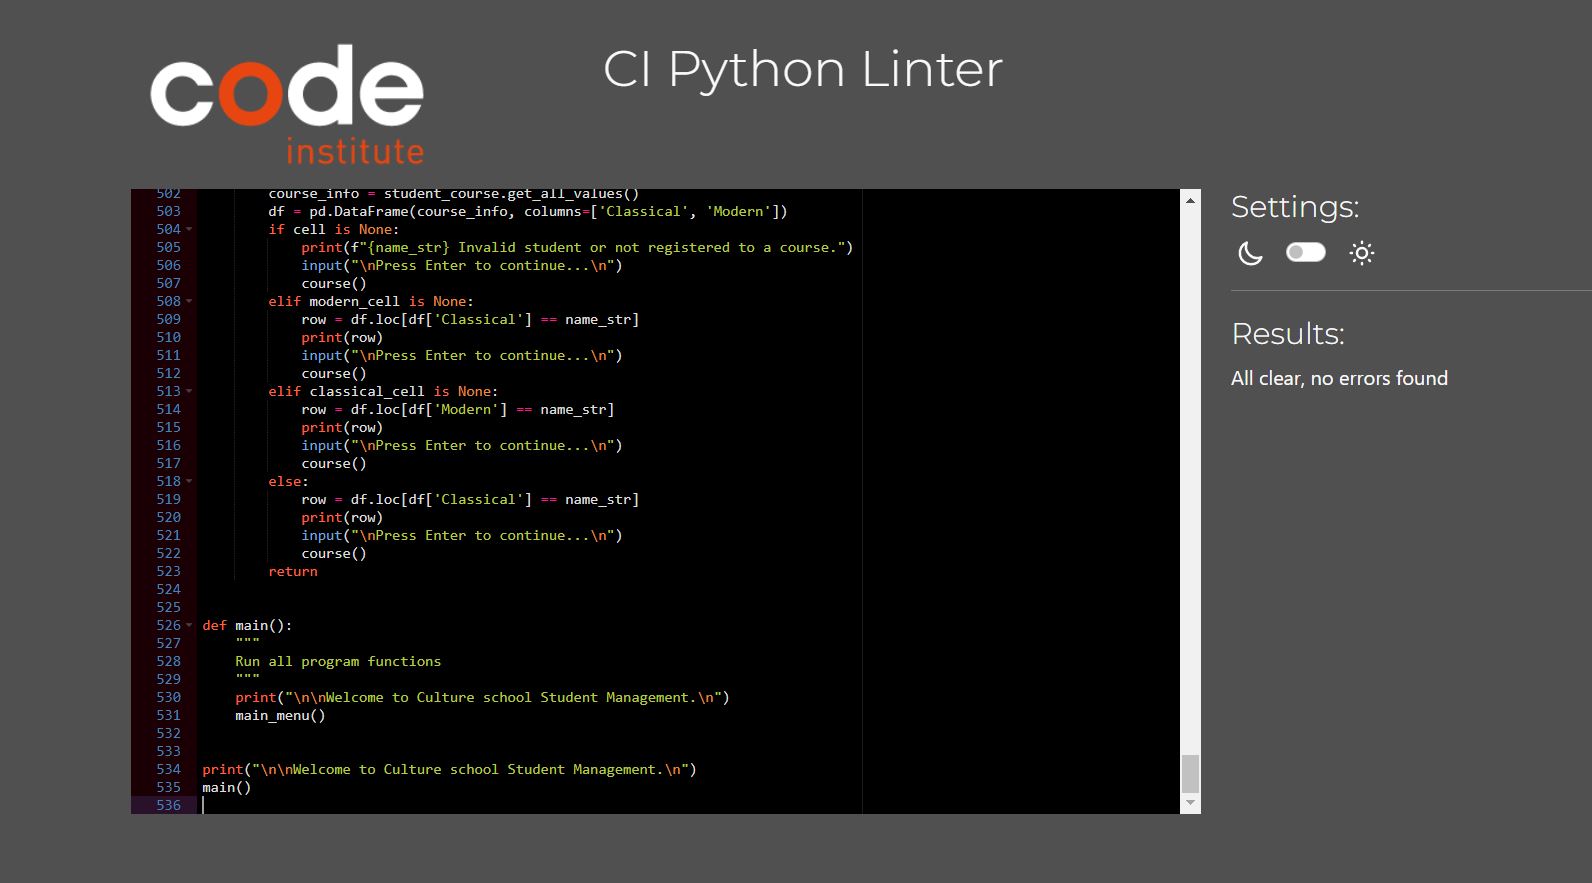 code
institute
CI Python Linter
502 course_info = student_course.get_all_values()
503 df = pd.DataFrame(course_info, columns=['Classical', 'Modern'])
504 if cell is None:
505 print(f"{name_str} Invalid student or not registered to a course.")
506 input("\nPress Enter to continue...\n")
507 course()
508 elif modern_cell is None:
509 row = df.loc[df['Classical'] == name_str]
510 print(row)
511 input("\nPress Enter to continue...\n")
512 course()
513 elif classical_cell is None:
514 row = df.loc[df['Modern'] == name_str]
515 print(row)
516 input("\nPress Enter to continue...\n")
517 course()
518 else:
519 row = df.loc[df['Classical'] == name_str]
520 print(row)
521 input("\nPress Enter to continue...\n")
522 course()
523 return
524
525
526 def main():
527 """
528 Run all program functions
529 """
530 print("\n\nWelcome to Culture school Student Management.\n")
531 main_menu()
532
533
534 print("\n\nWelcome to Culture school Student Management.\n")
535 main()
536
Settings:
Results:
All clear, no errors found